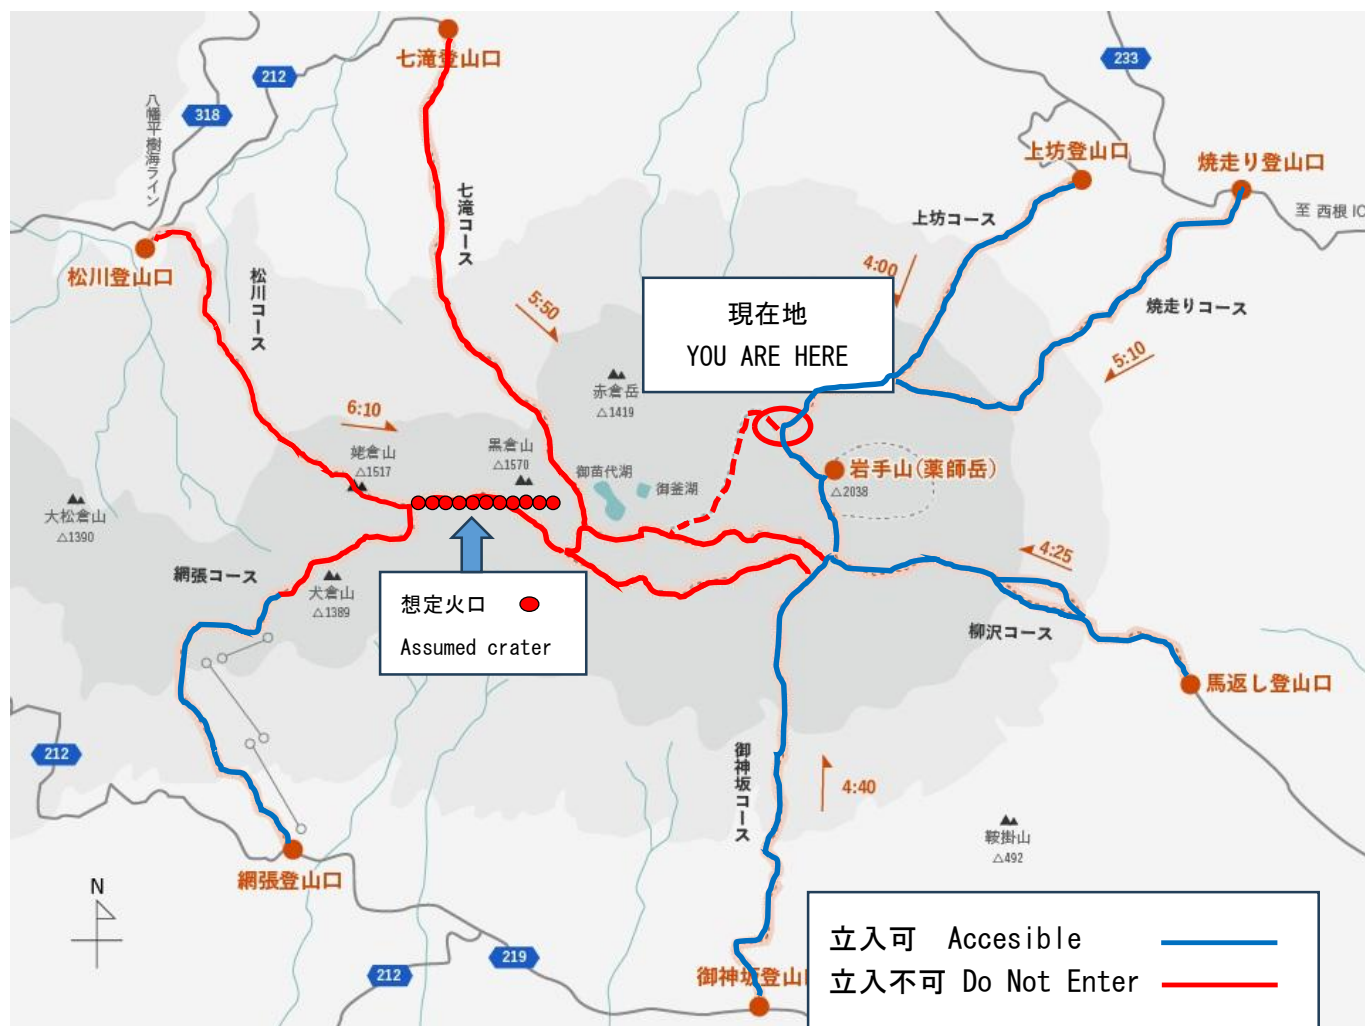 七滝登山口
212
233
318
八幡平樹海ライン
上坊登山口
焼走り登山口
至 西根 IC
七滝コース
上坊コース
松川登山口
松川コース
4:00
焼走りコース
5:50
現在地
YOU ARE HERE
5:10
赤倉岳
△1419
6:10
姥倉山
△1517
黒倉山
△1570
御苗代湖
御釜湖
岩手山(薬師岳)
△2038
大松倉山
△1390
4:25
網張コース
犬倉山
△1389
想定火口
Assumed crater
柳沢コース
馬返し登山口
212
御神坂コース
4:40
鞍掛山
△492
網張登山口
N
立入可 Accesible
立入不可 Do Not Enter
219
212
御神坂登山